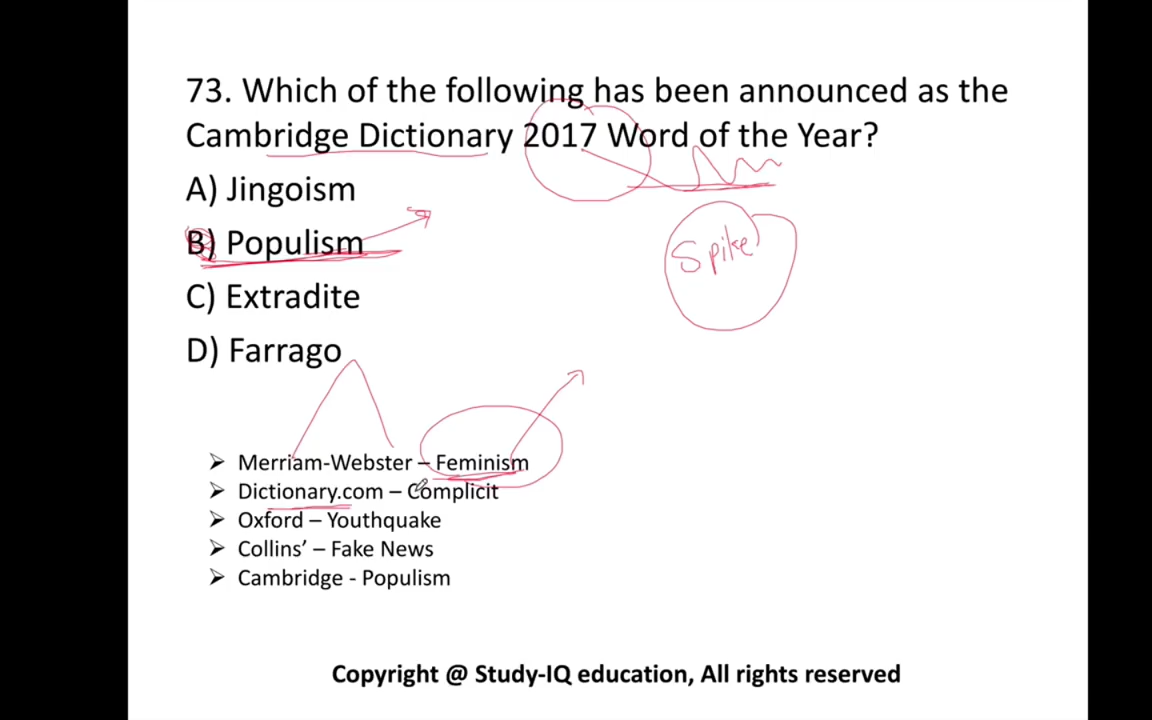 73. Which of the following has been announced as the
Cambridge Dictionary 2017 Word of the Year?
A) Jingoism
B) Populism
Spike
C) Extradite
D) Farrago
➢ Merriam-Webster – Feminism
➢ Dictionary.com – Complicit
➢ Oxford – Youthquake
➢ Collins’ – Fake News
➢ Cambridge - Populism
Copyright @ Study-IQ education, All rights reserved